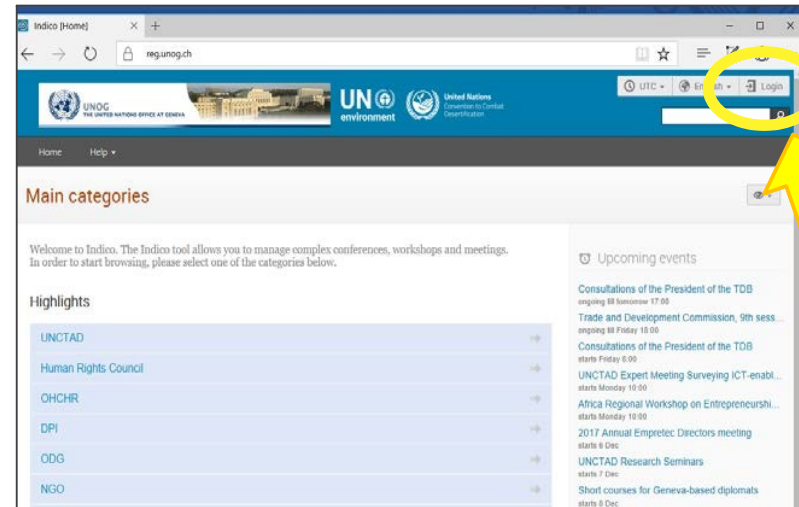 Indico [Home]
reg.unog.ch
UNOG
THE UNITED NATIONS OFFICE AT GENEVA
UN
environment
United Nations
Convention to Combat
Desertification
UTC
Login
Home Help
Main categories
Welcome to Indico. The Indico tool allows you to manage complex conferences, workshops and meetings.
In order to start browsing, please select one of the categories below.
Highlights
UNCTAD
Human Rights Council
OHCHR
DPI
ODG
NGO
Upcoming events
Consultations of the President of the TDB
ongoing till tomorrow 17:00
Trade and Development Commission, 9th sess...
ongoing till Friday 18:00
Consultations of the President of the TDB
starts Friday 8:00
UNCTAD Expert Meeting Surveying ICT-enabl...
starts Monday 10:00
Africa Regional Workshop on Entrepreneurshi...
starts Monday 10:00
2017 Annual Empretec Directors meeting
starts 6 Dec
UNCTAD Research Seminars
starts 7 Dec
Short courses for Geneva-based diplomats
starts 8 Dec